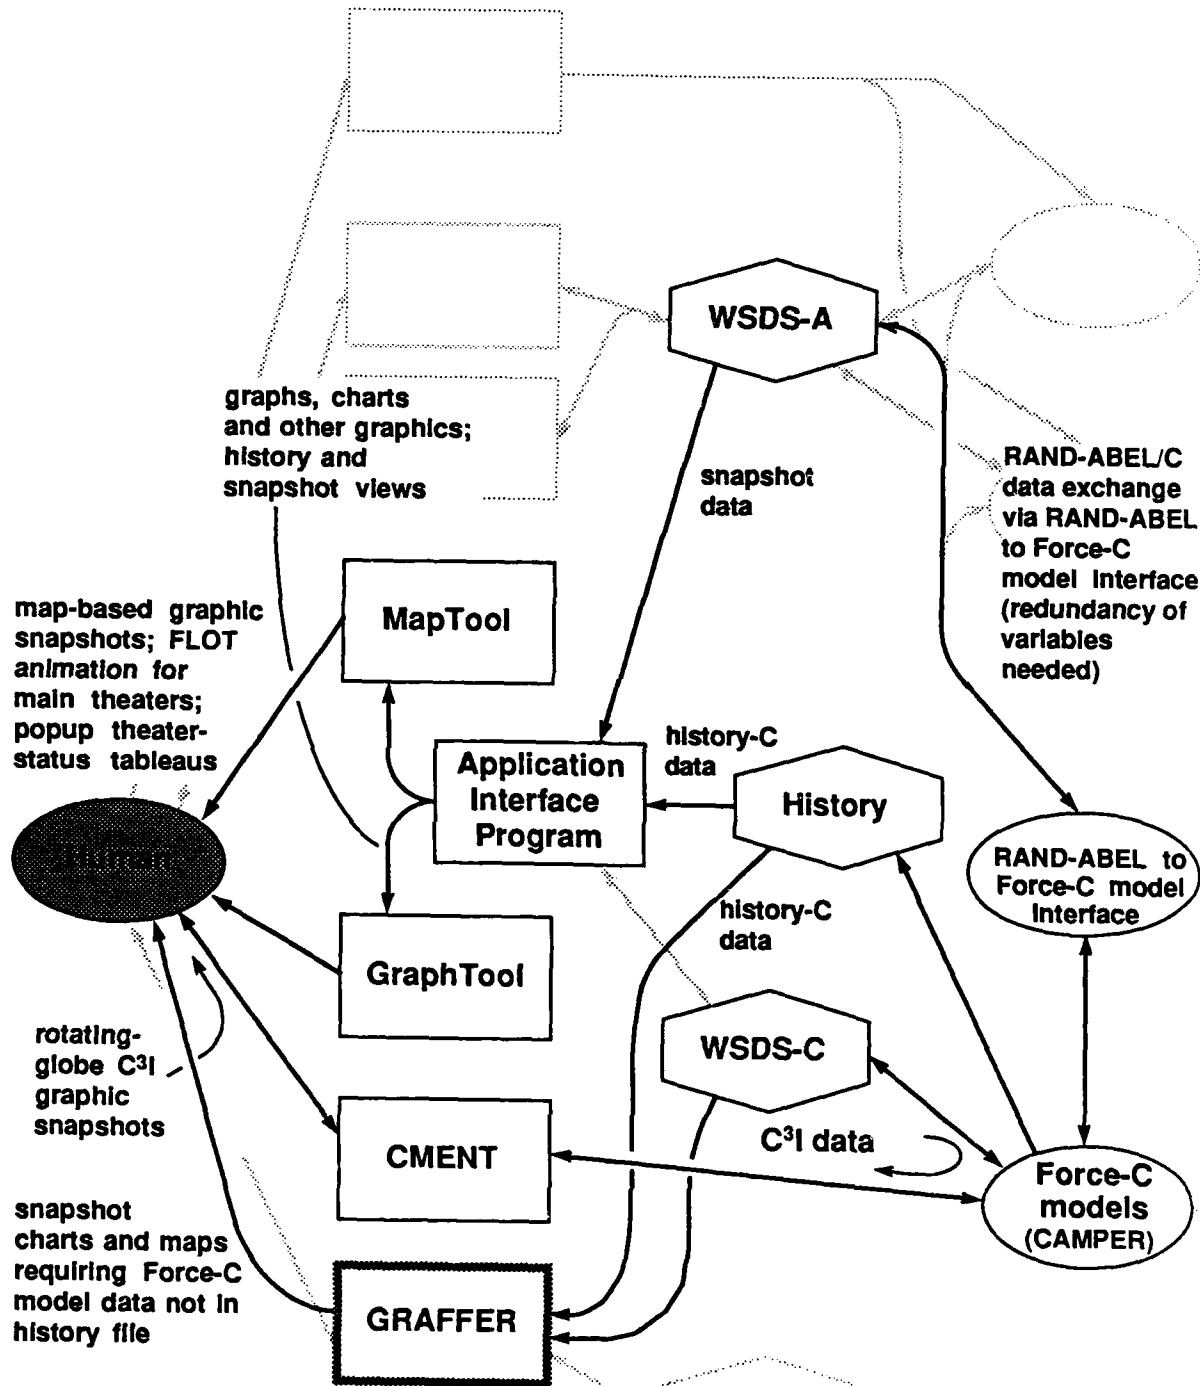 WSDS-A
graphs, charts
and other graphics;
history and
snapshot views
snapshot
data
RAND-ABEL/C
data exchange
via RAND-ABEL
to Force-C
model Interface
(redundancy of
variables
needed)
MapTool
map-based graphic
snapshots; FLOT
animation for
main theaters;
popup theater-
status tableaus
Application
Interface
Program
history-C
data
History
Human
RAND-ABEL to
Force-C model
Interface
history-C
data
GraphTool
rotating-
globe C³I
graphic
snapshots
WSDS-C
C³I data
CMENT
Force-C
models
(CAMPER)
snapshot
charts and maps
requiring Force-C
model data not in
history file
GRAFFER